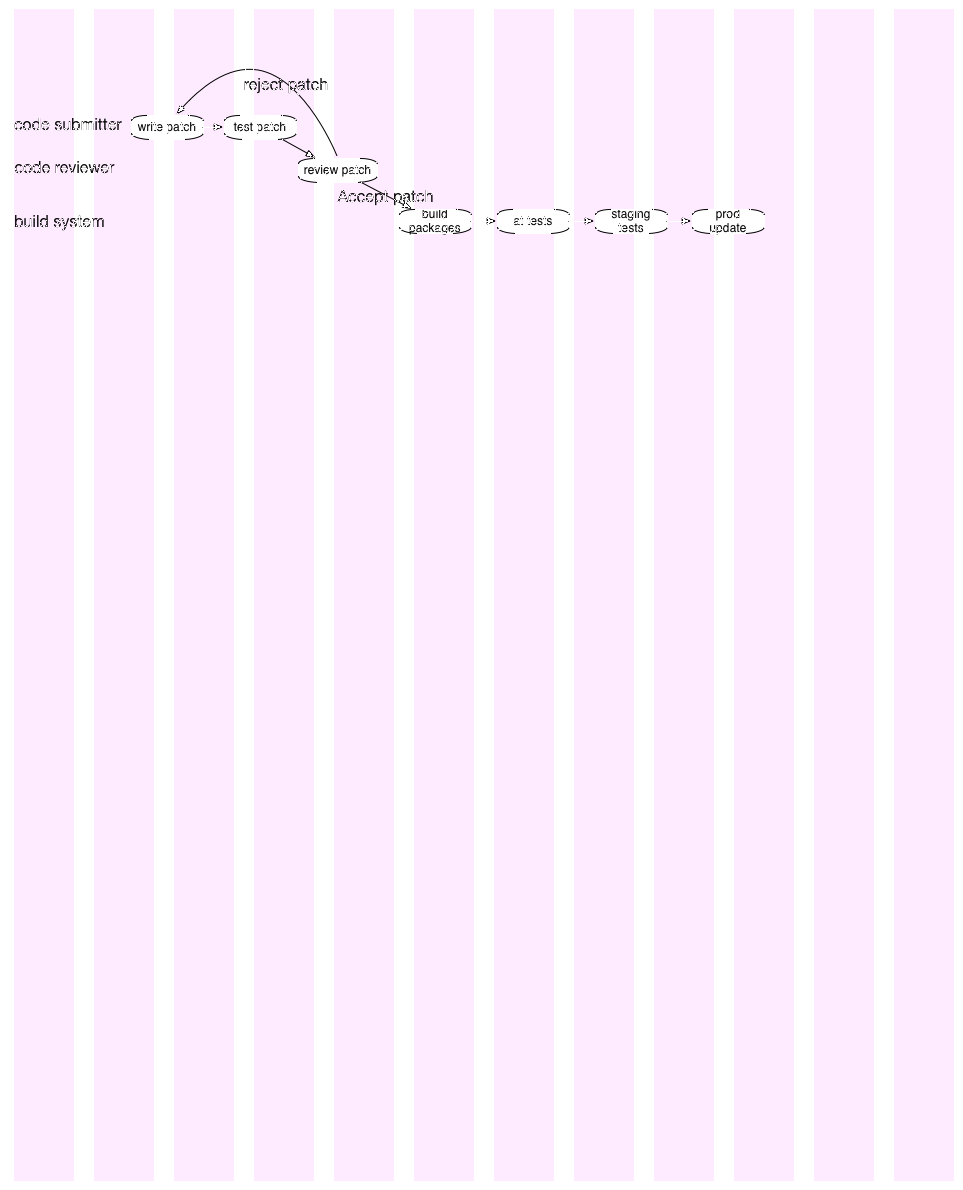 reject patch
code submitter
write patch
test patch
code reviewer
review patch
Accept patch
build system
build
packages
at tests
staging
tests
prod
update